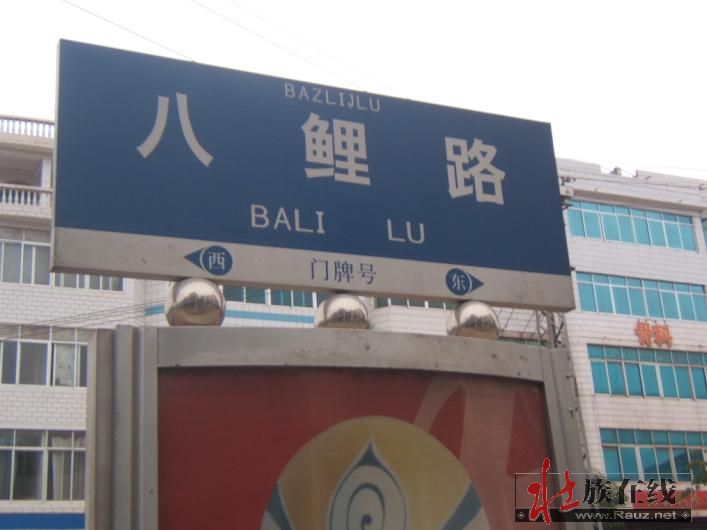 BAZLIJLU
八鲤路
BALI LU
西 门牌号 东
骨科
壮族在线
www.Rauz.net